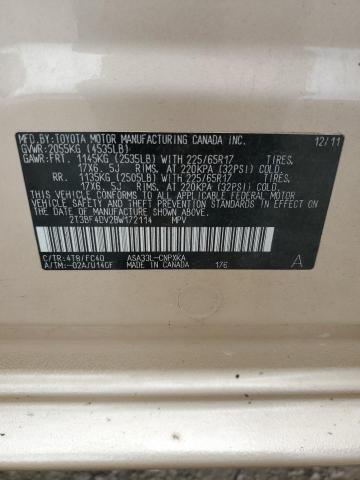 MFD.BY:TOYOTA MOTOR MANUFACTURING CANADA INC. 12/11
GVWR:2055KG (4535LB)
GAWR:FRT. 1145KG (2535LB) WITH 225/65R17 TIRES,
17X6. 5J RIMS, AT 220KPA (32PSI) COLD.
RR. 1135KG (2505LB) WITH 225/65R17 TIRES,
17X6. 5J RIMS, AT 220KPA (32PSI) COLD.
THIS VEHICLE CONFORMS TO ALL APPLICABLE FEDERAL MOTOR
VEHICLE SAFETY AND THEFT PREVENTION STANDARDS IN EFFECT
ON THE DATE OF MANUFACTURE SHOWN ABOVE.
2T3BF4DV2BW172114 MPV
C/TR:4T8/FC40 ASA33L-CNPXKA
A/TM:-02A/U140F MADE IN CANADA 176 A